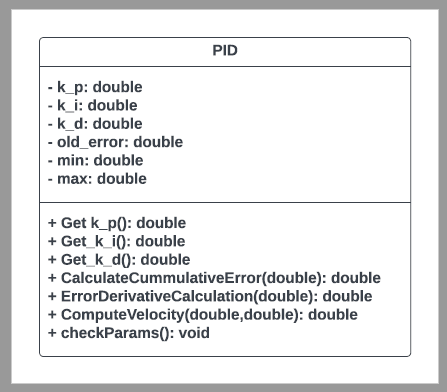 PID
- k_p: double
- k_i: double
- k_d: double
- old_error: double
- min: double
- max: double
+ Get k_p(): double
+ Get_k_i(): double
+ Get_k_d(): double
+ CalculateCummulativeError(double): double
+ ErrorDerivativeCalculation(double): double
+ ComputeVelocity(double,double): double
+ checkParams(): void